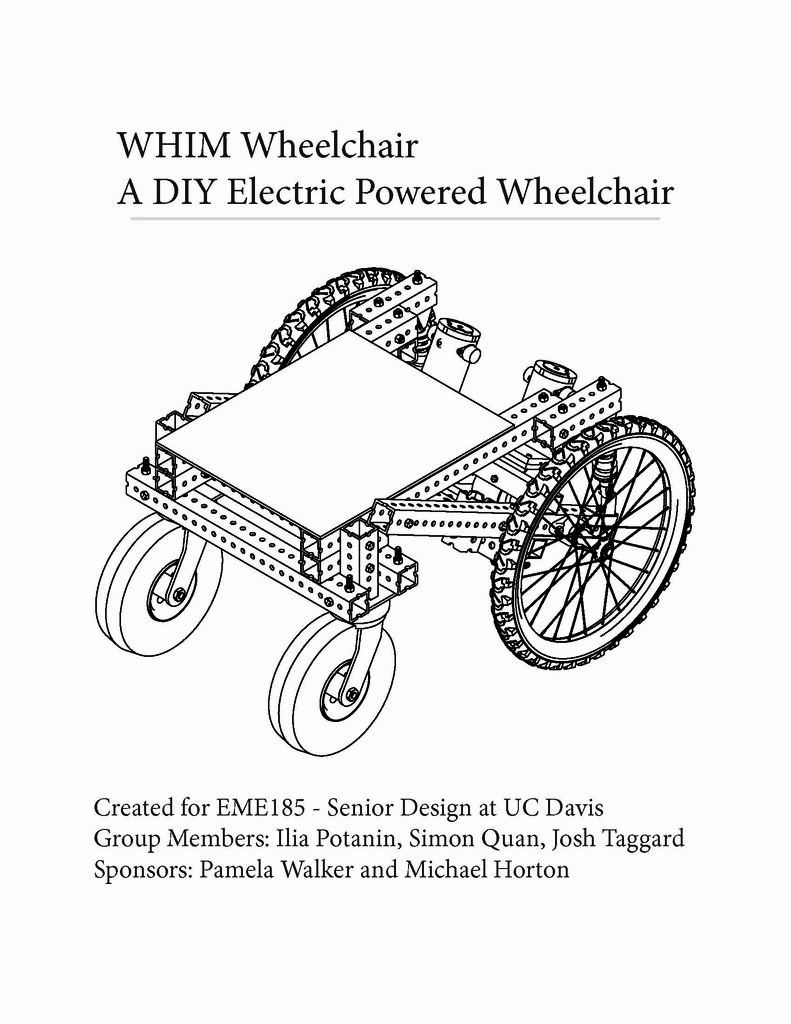 WHIM Wheelchair
A DIY Electric Powered Wheelchair
Created for EME185 - Senior Design at UC Davis
Group Members: Ilia Potanin, Simon Quan, Josh Taggard
Sponsors: Pamela Walker and Michael Horton